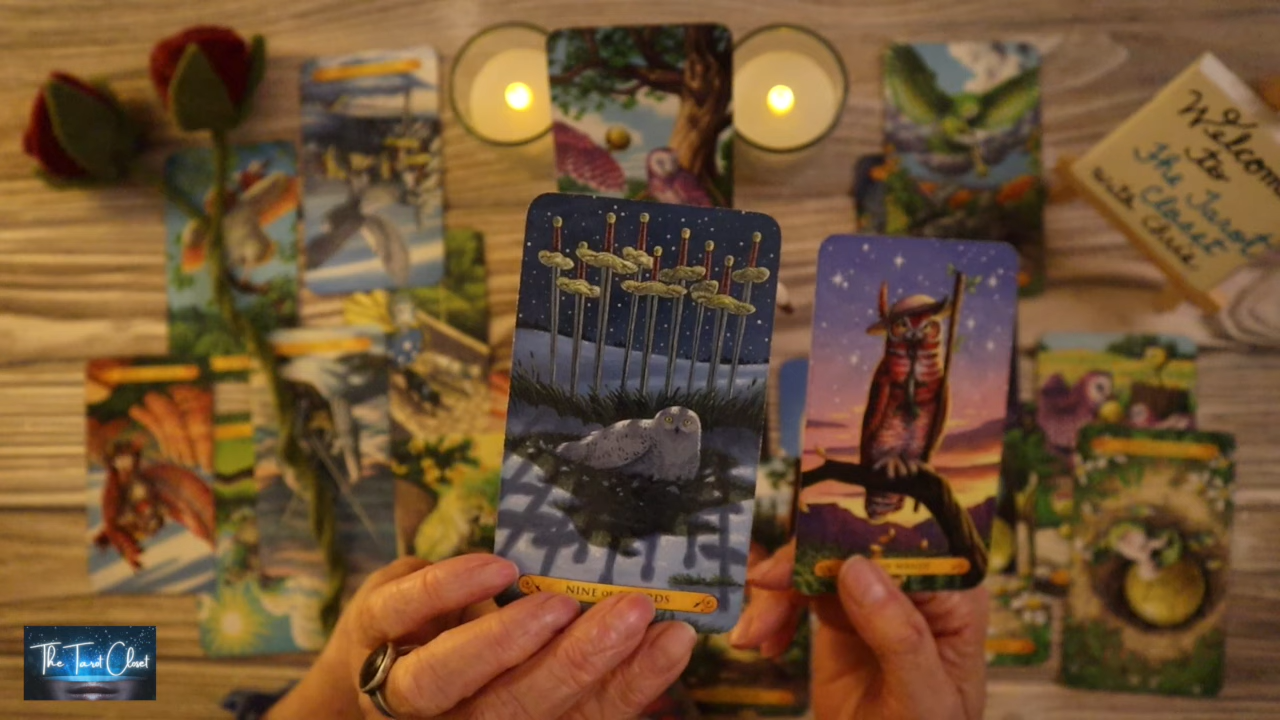 Welcome
to
The Tarot
Closet
with Chris
NINE OF SWORDS
The Tarot Closet